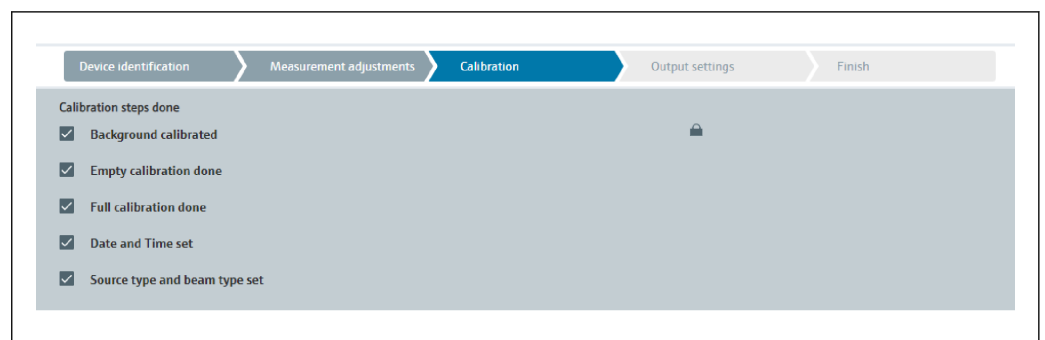 Device identification Measurement adjustments Calibration Output settings Finish
Calibration steps done
Background calibrated
Empty calibration done
Full calibration done
Date and Time set
Source type and beam type set